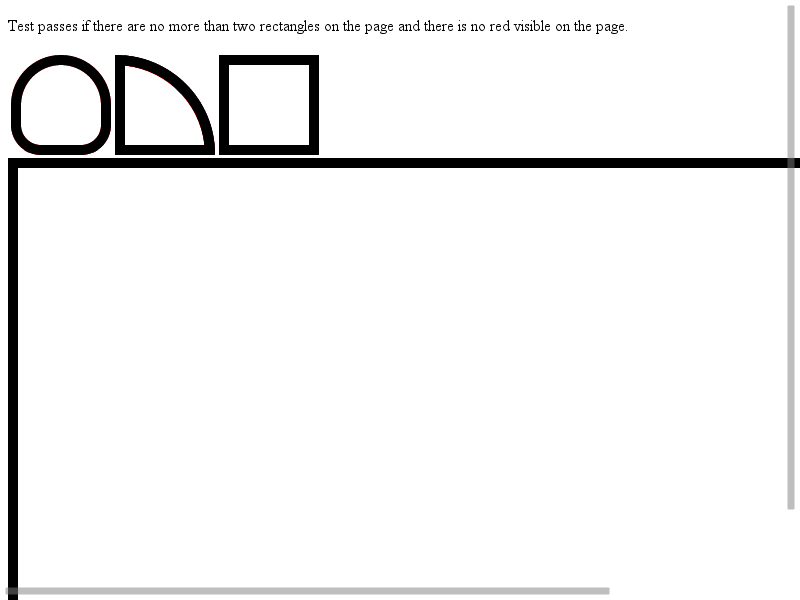 Test passes if there are no more than two rectangles on the page and there is no red visible on the page.